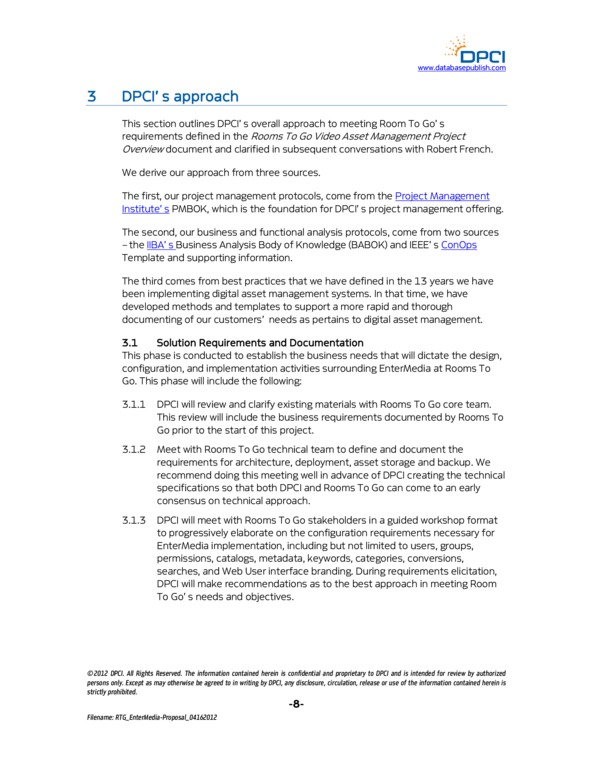 DPCI
www.databasepublish.com
3 DPCI' s approach
This section outlines DPCI' s overall approach to meeting Room To Go' s
requirements defined in the Rooms To Go Video Asset Management Project
Overview document and clarified in subsequent conversations with Robert French.
We derive our approach from three sources.
The first, our project management protocols, come from the Project Management
Institute' s PMBOK, which is the foundation for DPCI' s project management offering.
The second, our business and functional analysis protocols, come from two sources
– the IIBA' s Business Analysis Body of Knowledge (BABOK) and IEEE' s ConOps
Template and supporting information.
The third comes from best practices that we have defined in the 13 years we have
been implementing digital asset management systems. In that time, we have
developed methods and templates to support a more rapid and thorough
documenting of our customers' needs as pertains to digital asset management.
3.1 Solution Requirements and Documentation
This phase is conducted to establish the business needs that will dictate the design,
configuration, and implementation activities surrounding EnterMedia at Rooms To
Go. This phase will include the following:
3.1.1 DPCI will review and clarify existing materials with Rooms To Go core team.
This review will include the business requirements documented by Rooms To
Go prior to the start of this project.
3.1.2 Meet with Rooms To Go technical team to define and document the
requirements for architecture, deployment, asset storage and backup. We
recommend doing this meeting well in advance of DPCI creating the technical
specifications so that both DPCI and Rooms To Go can come to an early
consensus on technical approach.
3.1.3 DPCI will meet with Rooms To Go stakeholders in a guided workshop format
to progressively elaborate on the configuration requirements necessary for
EnterMedia implementation, including but not limited to users, groups,
permissions, catalogs, metadata, keywords, categories, conversions,
searches, and Web User interface branding. During requirements elicitation,
DPCI will make recommendations as to the best approach in meeting Room
To Go' s needs and objectives.
©2012 DPCI. All Rights Reserved. The information contained herein is confidential and proprietary to DPCI and is intended for review by authorized
persons only. Except as may otherwise be agreed to in writing by DPCI, any disclosure, circulation, release or use of the information contained herein is
strictly prohibited.
-8-
Filename: RTG_EnterMedia-Proposal_04162012